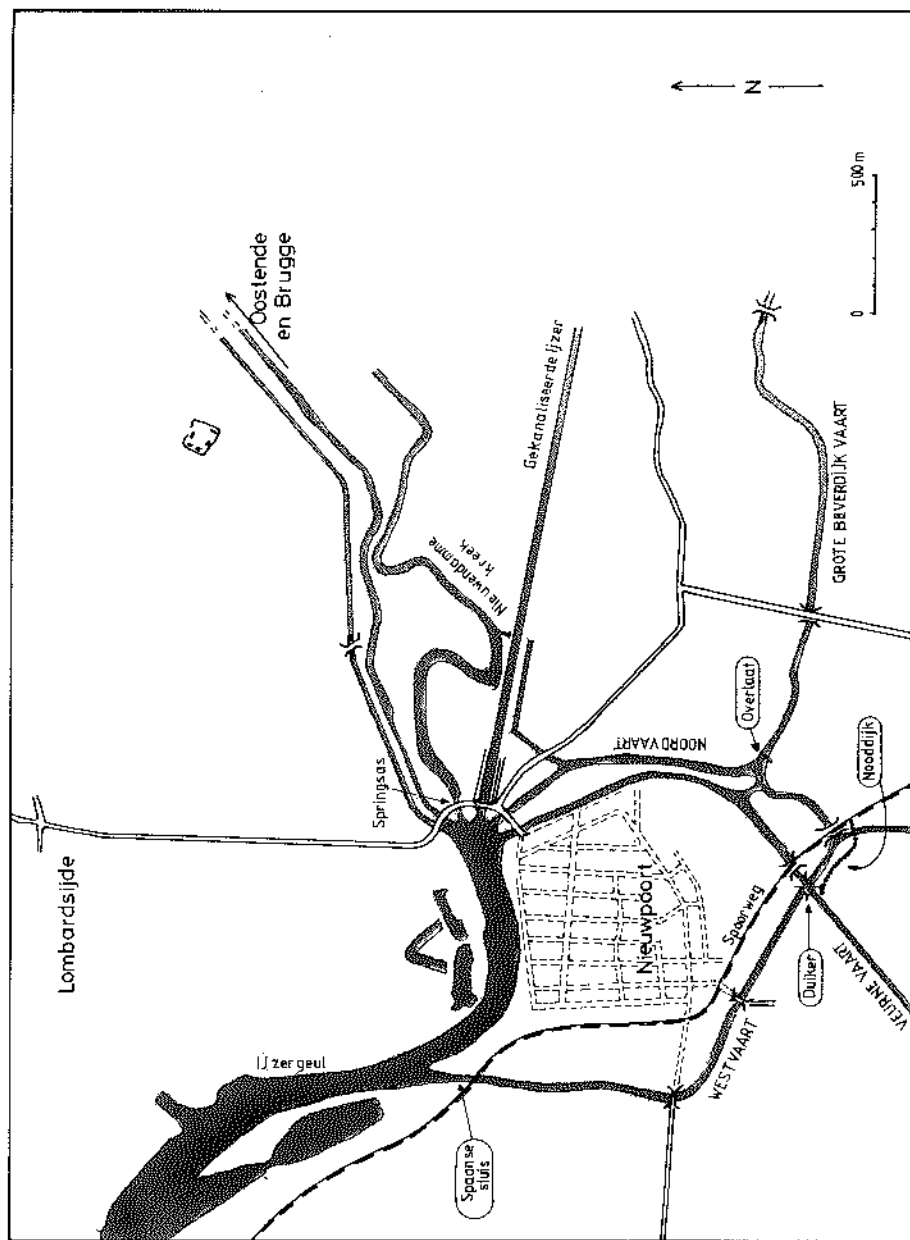 Lombardsijde
Oostende
en Brugge
N
500 m
0
Springsas
IJzergeul
Nieuwendamme
kreek
Gekanaliseerde Ijzer
Spaanse
sluis
Nieuwpoort
NOORDVAART
Overlaat
GROTE BEVERDIJK VAART
Spoorweg
WESTVAART
Duiker
Nooddijk
VEURNE VAART